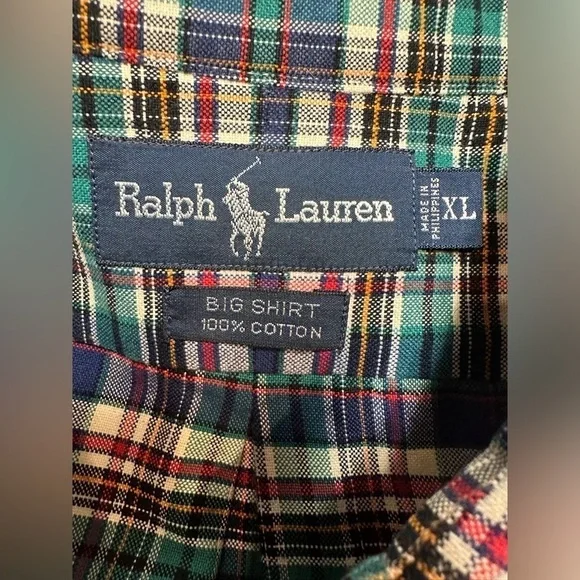 Ralph Lauren
MADE IN
PHILIPPINES
XL
BIG SHIRT
100% COTTON